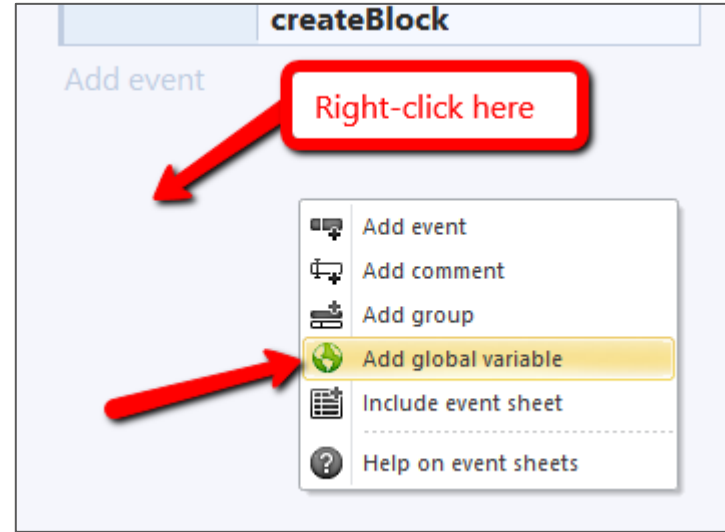 createBlock
Add event
Right-click here
Add event
Add comment
Add group
Add global variable
Include event sheet
Help on event sheets